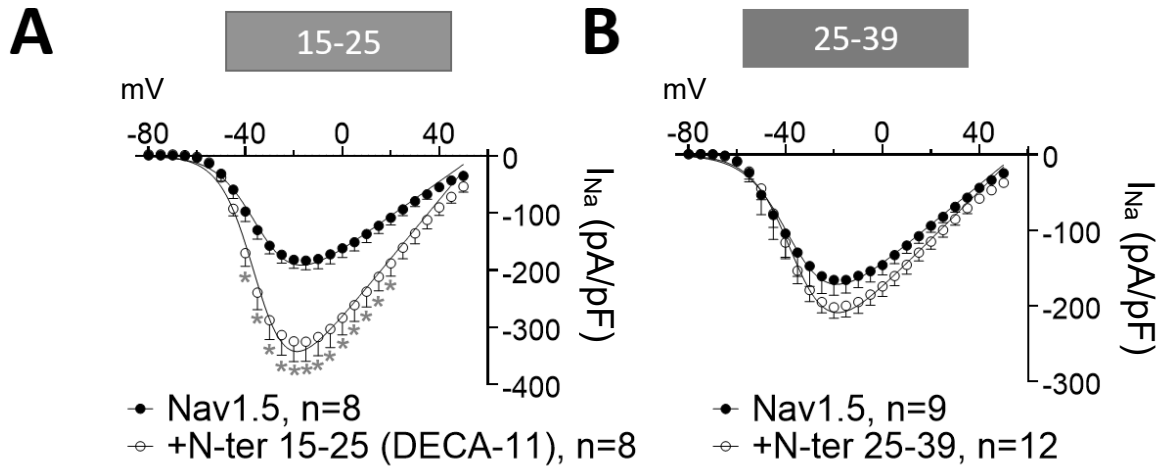 A
15-25
mV
-80 -40 0 40
0
-100
-200
-300
-400
I_Na (pA/pF)
* * * * * * * * * * * * *
Nav1.5, n=8
+N-ter 15-25 (DECA-11), n=8
B
25-39
mV
-80 -40 0 40
0
-100
-200
-300
I_Na (pA/pF)
Nav1.5, n=9
+N-ter 25-39, n=12